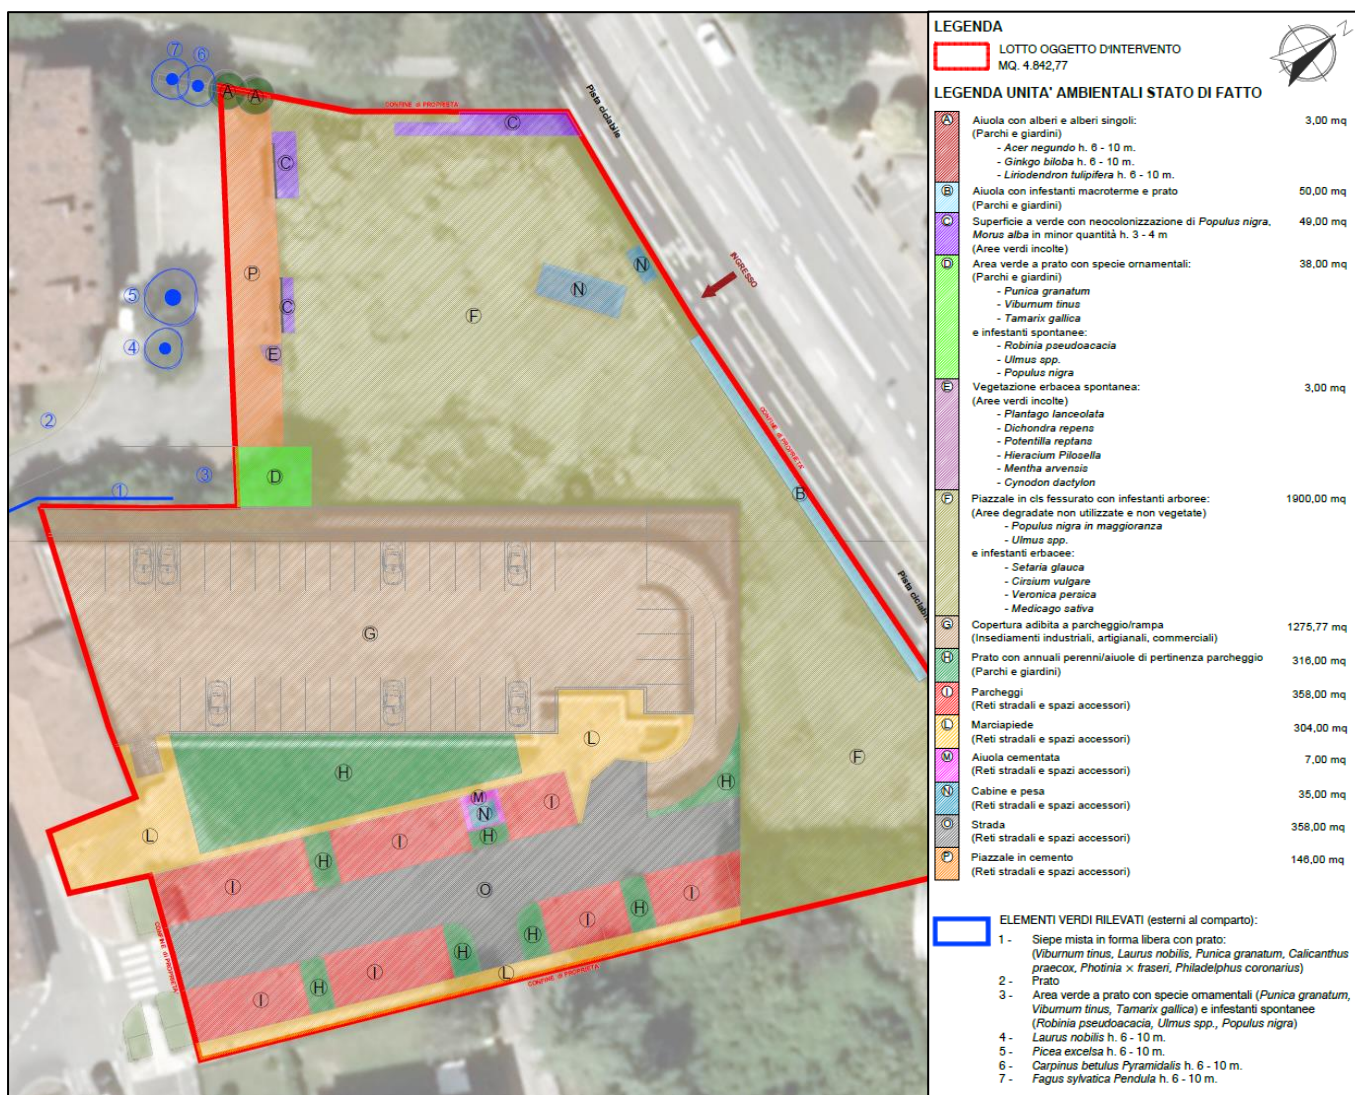 LEGENDA
LOTTO OGGETTO D'INTERVENTO
MQ. 4.842,77
Z
LEGENDA UNITA' AMBIENTALI STATO DI FATTO
A Aiuola con alberi e alberi singoli: 3,00 mq
(Parchi e giardini)
- Acer negundo h. 6 - 10 m.
- Ginkgo biloba h. 6 - 10 m.
- Liriodendron tulipifera h. 6 - 10 m.
B Aiuola con infestanti macroterme e prato 50,00 mq
(Parchi e giardini)
C Superficie a verde con neocolonizzazione di Populus nigra, 49,00 mq
Morus alba in minor quantità h. 3 - 4 m
(Aree verdi incolte)
D Area verde a prato con specie ornamentali: 38,00 mq
(Parchi e giardini)
- Punica granatum
- Viburnum tinus
- Tamarix gallica
e infestanti spontanee:
- Robinia pseudoacacia
- Ulmus spp.
- Populus nigra
E Vegetazione erbacea spontanea: 3,00 mq
(Aree verdi incolte)
- Plantago lanceolata
- Dichondra repens
- Potentilla reptans
- Hieracium Pilosella
- Mentha arvensis
- Cynodon dactylon
F Piazzale in cls fessurato con infestanti arboree: 1900,00 mq
(Aree degradate non utilizzate e non vegetate)
- Populus nigra in maggioranza
- Ulmus spp.
e infestanti erbacee:
- Setaria glauca
- Cirsium vulgare
- Veronica persica
- Medicago sativa
G Copertura adibita a parcheggio/rampa 1275,77 mq
(Insediamenti industriali, artigianali, commerciali)
H Prato con annuali perenni/aiuole di pertinenza parcheggio 316,00 mq
(Parchi e giardini)
I Parcheggi 358,00 mq
(Reti stradali e spazi accessori)
L Marciapiede 304,00 mq
(Reti stradali e spazi accessori)
M Aiuola cementata 7,00 mq
(Reti stradali e spazi accessori)
N Cabine e pesa 35,00 mq
(Reti stradali e spazi accessori)
O Strada 358,00 mq
(Reti stradali e spazi accessori)
P Piazzale in cemento 146,00 mq
(Reti stradali e spazi accessori)
ELEMENTI VERDI RILEVATI (esterni al comparto):
1 - Siepe mista in forma libera con prato:
(Viburnum tinus, Laurus nobilis, Punica granatum, Calicanthus
praecox, Photinia × fraseri, Philadelphus coronarius)
2 - Prato
3 - Area verde a prato con specie ornamentali (Punica granatum,
Viburnum tinus, Tamarix gallica) e infestanti spontanee
(Robinia pseudoacacia, Ulmus spp., Populus nigra)
4 - Laurus nobilis h. 6 - 10 m.
5 - Picea excelsa h. 6 - 10 m.
6 - Carpinus betulus Pyramidalis h. 6 - 10 m.
7 - Fagus sylvatica Pendula h. 6 - 10 m.
7
6
A
A
CONFINE di PROPRIETA'
Pista ciclabile
C
C
P
N
N
INGRESSO
5
C
F
4
E
CONFINE di PROPRIETA'
2
3
D
1
B
Pista ciclabile
G
L
F
H
H
M
I
N
L
I
H
H
I
O
I
H
I
H
H
CONFINE di PROPRIETA'
I
L
H
CONFINE di PROPRIETA'
I